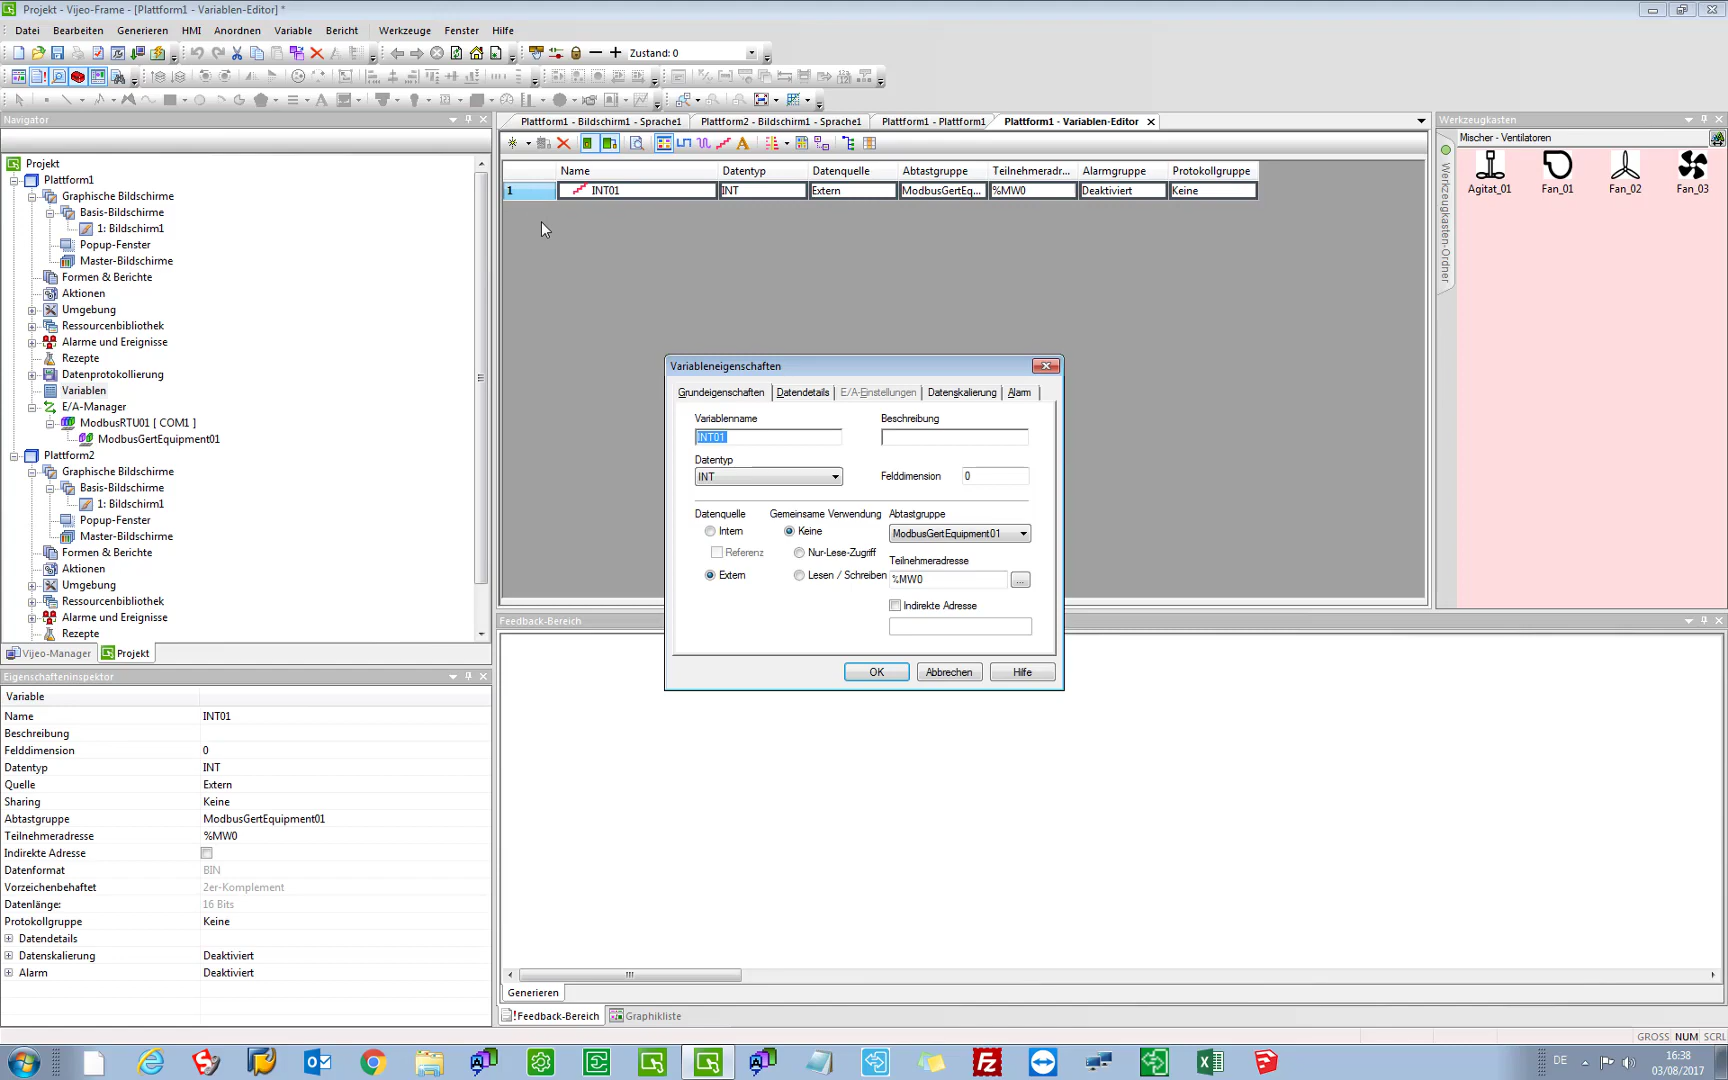 Projekt - Vijeo-Frame - [Plattform1 - Variablen-Editor] *
Datei Bearbeiten Generieren HMI Anordnen Variable Bericht Werkzeuge Fenster Hilfe
Zustand: 0
Navigator
Projekt
Plattform1
Graphische Bildschirme
Basis-Bildschirme
1: Bildschirm1
Popup-Fenster
Master-Bildschirme
Formen & Berichte
Aktionen
Umgebung
Ressourcenbibliothek
Alarme und Ereignisse
Rezepte
Datenprotokollierung
Variablen
E/A-Manager
ModbusRTU01 [ COM1 ]
ModbusGertEquipment01
Plattform2
Graphische Bildschirme
Basis-Bildschirme
1: Bildschirm1
Popup-Fenster
Master-Bildschirme
Formen & Berichte
Aktionen
Umgebung
Ressourcenbibliothek
Alarme und Ereignisse
Rezepte
Vijeo-Manager Projekt
Eigenschafteninspektor
Variable
Name INT01
Beschreibung
Felddimension 0
Datentyp INT
Quelle Extern
Sharing Keine
Abtastgruppe ModbusGertEquipment01
Teilnehmeradresse %MW0
Indirekte Adresse
Datenformat BIN
Vorzeichenbehaftet 2er-Komplement
Datenlänge: 16 Bits
Protokollgruppe Keine
Datendetails
Datenskalierung Deaktiviert
Alarm Deaktiviert
Plattform1 - Bildschirm1 - Sprache1 Plattform2 - Bildschirm1 - Sprache1 Plattform1 - Plattform1 Plattform1 - Variablen-Editor
Name Datentyp Datenquelle Abtastgruppe Teilnehmeradr... Alarmgruppe Protokollgruppe
1 INT01 INT Extern ModbusGertEq... %MW0 Deaktiviert Keine
Variableneigenschaften
Grundeigenschaften Datendetails E/A-Einstellungen Datenskalierung Alarm
Variablenname Beschreibung
INT01
Datentyp
INT Felddimension 0
Datenquelle Gemeinsame Verwendung Abtastgruppe
Intern Keine ModbusGertEquipment01
Referenz Nur-Lese-Zugriff Teilnehmeradresse
Extern Lesen / Schreiben %MW0 ...
Indirekte Adresse
OK Abbrechen Hilfe
Feedback-Bereich
Generieren
!Feedback-Bereich Graphikliste
Werkzeugkasten
Werkzeugkasten-Ordner
Mischer - Ventilatoren
Agitat_01 Fan_01 Fan_02 Fan_03
GROSS NUM SCRL
DE 16:38
03/08/2017